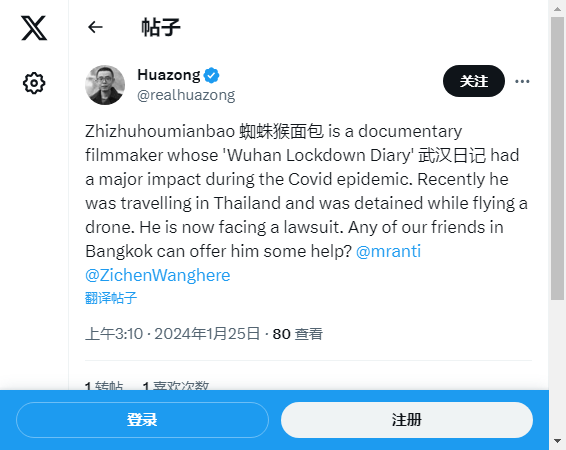 帖子
Huazong
@realhuazong
关注
Zhizhuhoumianbao 蜘蛛猴面包 is a documentary
filmmaker whose 'Wuhan Lockdown Diary' 武汉日记 had
a major impact during the Covid epidemic. Recently he
was travelling in Thailand and was detained while flying a
drone. He is now facing a lawsuit. Any of our friends in
Bangkok can offer him some help? @mranti
@ZichenWanghere
翻译帖子
上午3:10 · 2024年1月25日 · 80 查看
1 转帖 1 喜欢次数
登录
注册